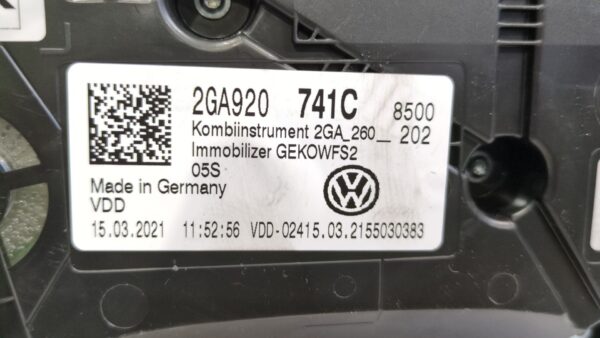 2GA920 741C 8500
Kombiinstrument 2GA_260__ 202
Immobilizer GEKOWFS2
05S
Made in Germany
VDD
15.03.2021 11:52:56 VDD-02415.03.2155030383